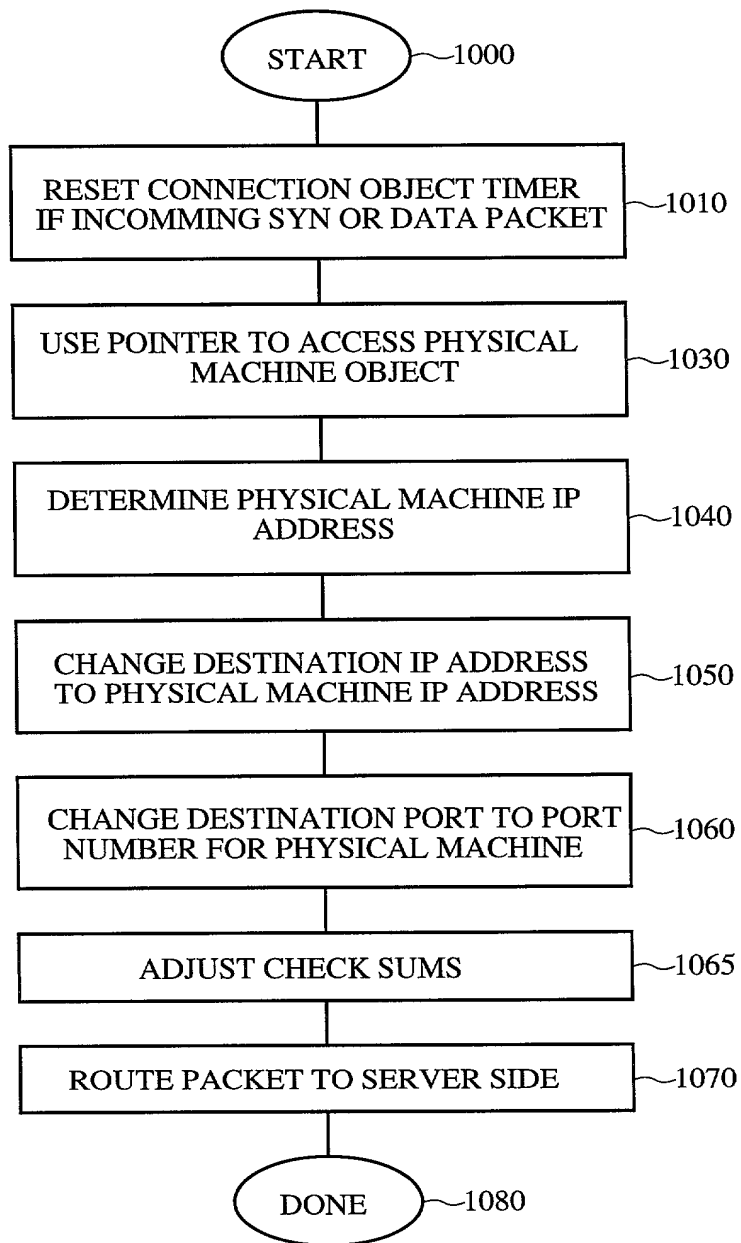 START
1000
RESET CONNECTION OBJECT TIMER
IF INCOMMING SYN OR DATA PACKET
1010
USE POINTER TO ACCESS PHYSICAL
MACHINE OBJECT
1030
DETERMINE PHYSICAL MACHINE IP
ADDRESS
1040
CHANGE DESTINATION IP ADDRESS
TO PHYSICAL MACHINE IP ADDRESS
1050
CHANGE DESTINATION PORT TO PORT
NUMBER FOR PHYSICAL MACHINE
1060
ADJUST CHECK SUMS
1065
ROUTE PACKET TO SERVER SIDE
1070
DONE
1080